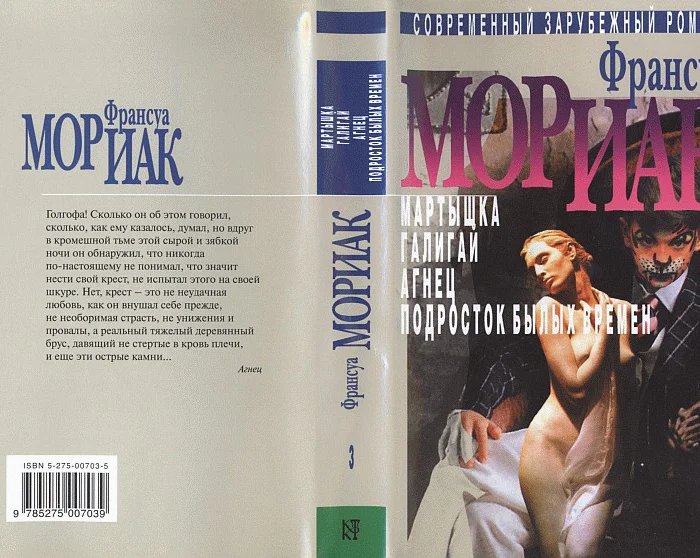 Франсуа
МОРИАК
Голгофа! Сколько он об этом говорил,
сколько, как ему казалось, думал, но вдруг
в кромешной тьме этой сырой и зябкой
ночи он обнаружил, что никогда
по-настоящему не понимал, что значит
нести свой крест, не испытал этого на своей
шкуре. Нет, крест – это не неудачная
любовь, как он внушал себе прежде,
не необоримая страсть, не унижения и
провалы, а реальный тяжелый деревянный
брус, давящий не стертые в кровь плечи,
и еще эти острые камни...
Агнец
ISBN 5-275-00703-5
9 785275 007039
МАРТЫШКА
ГАЛИГАЙ
АГНЕЦ
ПОДРОСТОК БЫЛЫХ ВРЕМЕН
Франсуа МОРИАК
3
СОВРЕМЕННЫЙ ЗАРУБЕЖНЫЙ РОМ
Франсу
МОРИАК
МАРТЫШКА
ГАЛИГАЙ
АГНЕЦ
ПОДРОСТОК БЫЛЫХ ВРЕМЕН